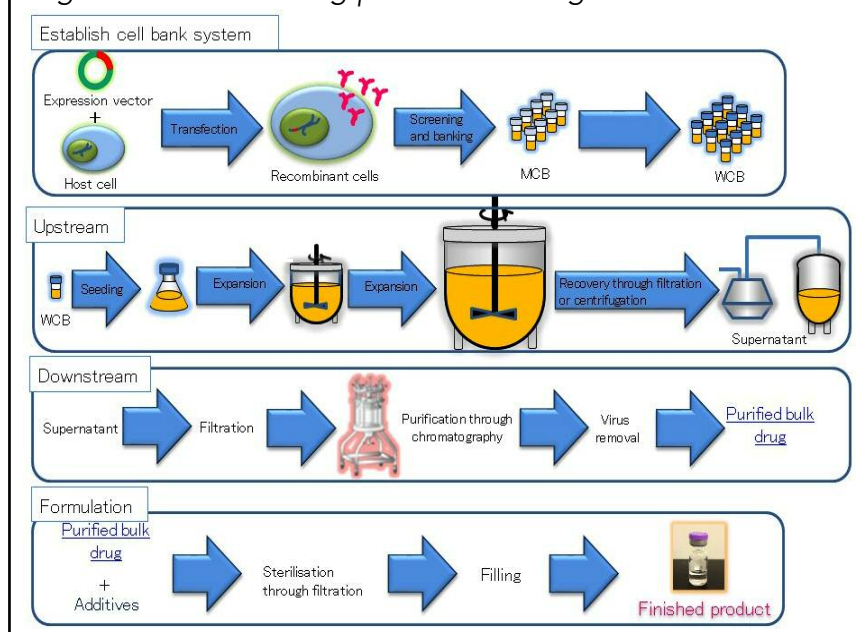 Establish cell bank system
Expression vector
+
Host cell
Transfection
Recombinant cells
Screening
and banking
MCB
WCB
Upstream
WCB
Seeding
Expansion
Expansion
Recovery through filtration
or centrifugation
Supernatant
Downstream
Supernatant
Filtration
Purification through
chromatography
Virus
removal
Purified bulk
drug
Formulation
Purified bulk
drug
+
Additives
Sterilisation
through filtration
Filling
Finished product